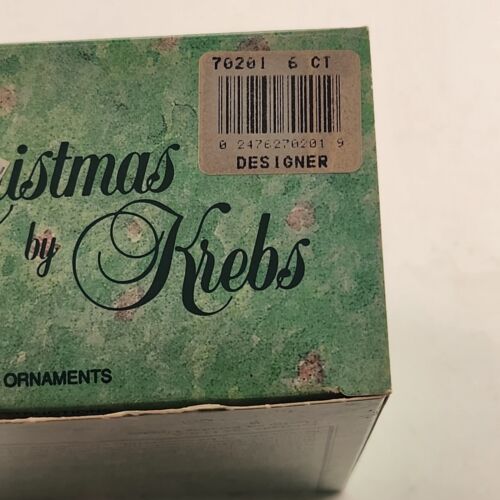 70201 6 CT
0 2476270201 9
DESIGNER
istmas
by Krebs
ORNAMENTS